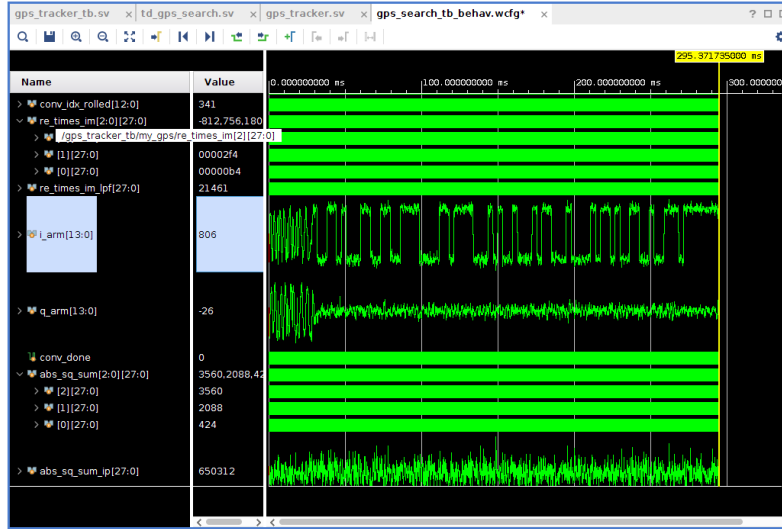 gps_tracker_tb.sv × td_gps_search.sv × gps_tracker.sv × gps_search_tb_behav.wcfg* ×
295.371735000 ms
Name Value 0.000000000 ms 100.000000000 ms 200.000000000 ms 300.000000
conv_idx_rolled[12:0] 341
re_times_im[2:0][27:0] -812,756,180
/gps_tracker_tb/my_gps/re_times_im[2][27:0]
[1][27:0] 00002f4
[0][27:0] 00000b4
re_times_im_lpf[27:0] 21461
i_arm[13:0] 806
q_arm[13:0] -26
conv_done 0
abs_sq_sum[2:0][27:0] 3560,2088,42
[2][27:0] 3560
[1][27:0] 2088
[0][27:0] 424
abs_sq_sum_ip[27:0] 650312